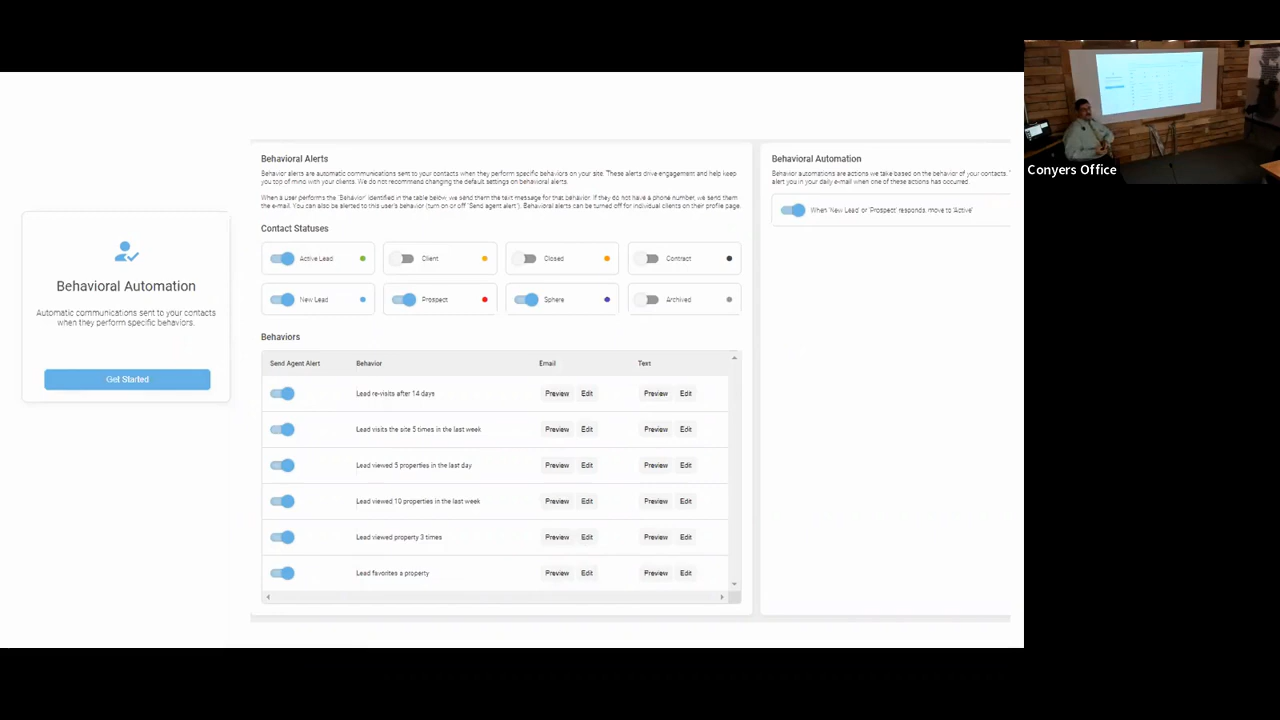 Behavioral Automation
Automatic communications sent to your contacts
when they perform specific behaviors.
Get Started
Behavioral Alerts
Behavior alerts are automatic communications sent to your contacts when they perform specific behaviors on your site. These alerts drive engagement and help keep
you top of mind with your clients. We do not recommend changing the default settings on behavioral alerts.
When a user performs the "Behavior" identified in the table below, we send them the text message for this behavior. If they do not have a phone number, we send them
the e-mail. You can also be alerted to this user's behavior (turn on or off "Send agent alert"). Behavioral alerts can be turned off for individual clients on their profile page.
Contact Statuses
Active Lead
Client
Closed
Contract
New Lead
Prospect
Sphere
Archived
Behaviors
Send Agent Alert Behavior Email Text
Lead re-visits after 14 days Preview Edit Preview Edit
Lead visits the site 5 times in the last week Preview Edit Preview Edit
Lead viewed 5 properties in the last day Preview Edit Preview Edit
Lead viewed 10 properties in the last week Preview Edit Preview Edit
Lead viewed property 3 times Preview Edit Preview Edit
Lead favorites a property Preview Edit Preview Edit
Behavioral Automation
Behavior automations are actions we take based on the behavior of your contacts.
alert you in your daily e-mail when one of these actions has occurred.
When 'New Lead' or 'Prospect' responds, move to 'Active'
Conyers Office